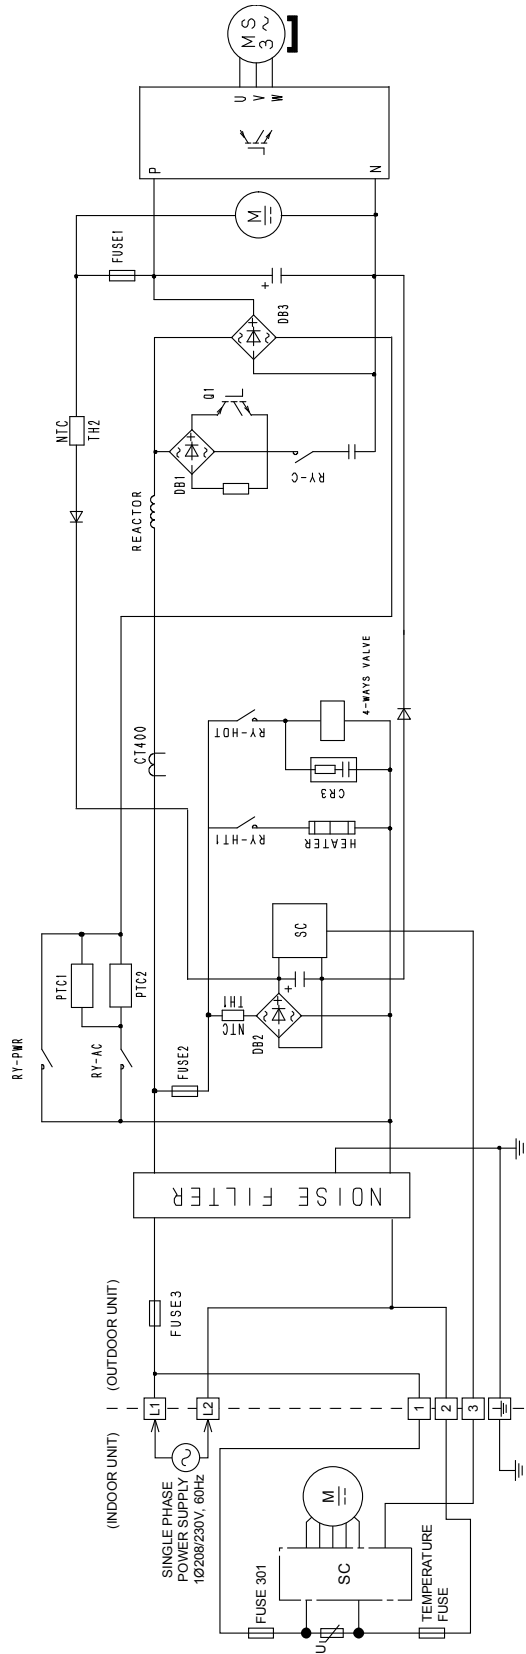 (INDOOR UNIT)
(OUTDOOR UNIT)
SINGLE PHASE
POWER SUPPLY
1Ø208/230V, 60Hz
L1
L2
1
2
3
FUSE 301
SC
M
U
TEMPERATURE
FUSE
FUSE3
NOISE FILTER
RY-PWR
RY-AC
PTC1
PTC2
FUSE2
NTC
TH1
DB2
+
SC
RY-HT1
HEATER
RY-HOT
CR3
4-WAYS VALVE
CT400
REACTOR
NTC
TH2
DB1
+
Q1
RY-C
DB3
+
FUSE1
+
M
P
N
U
V
W
MS
3~